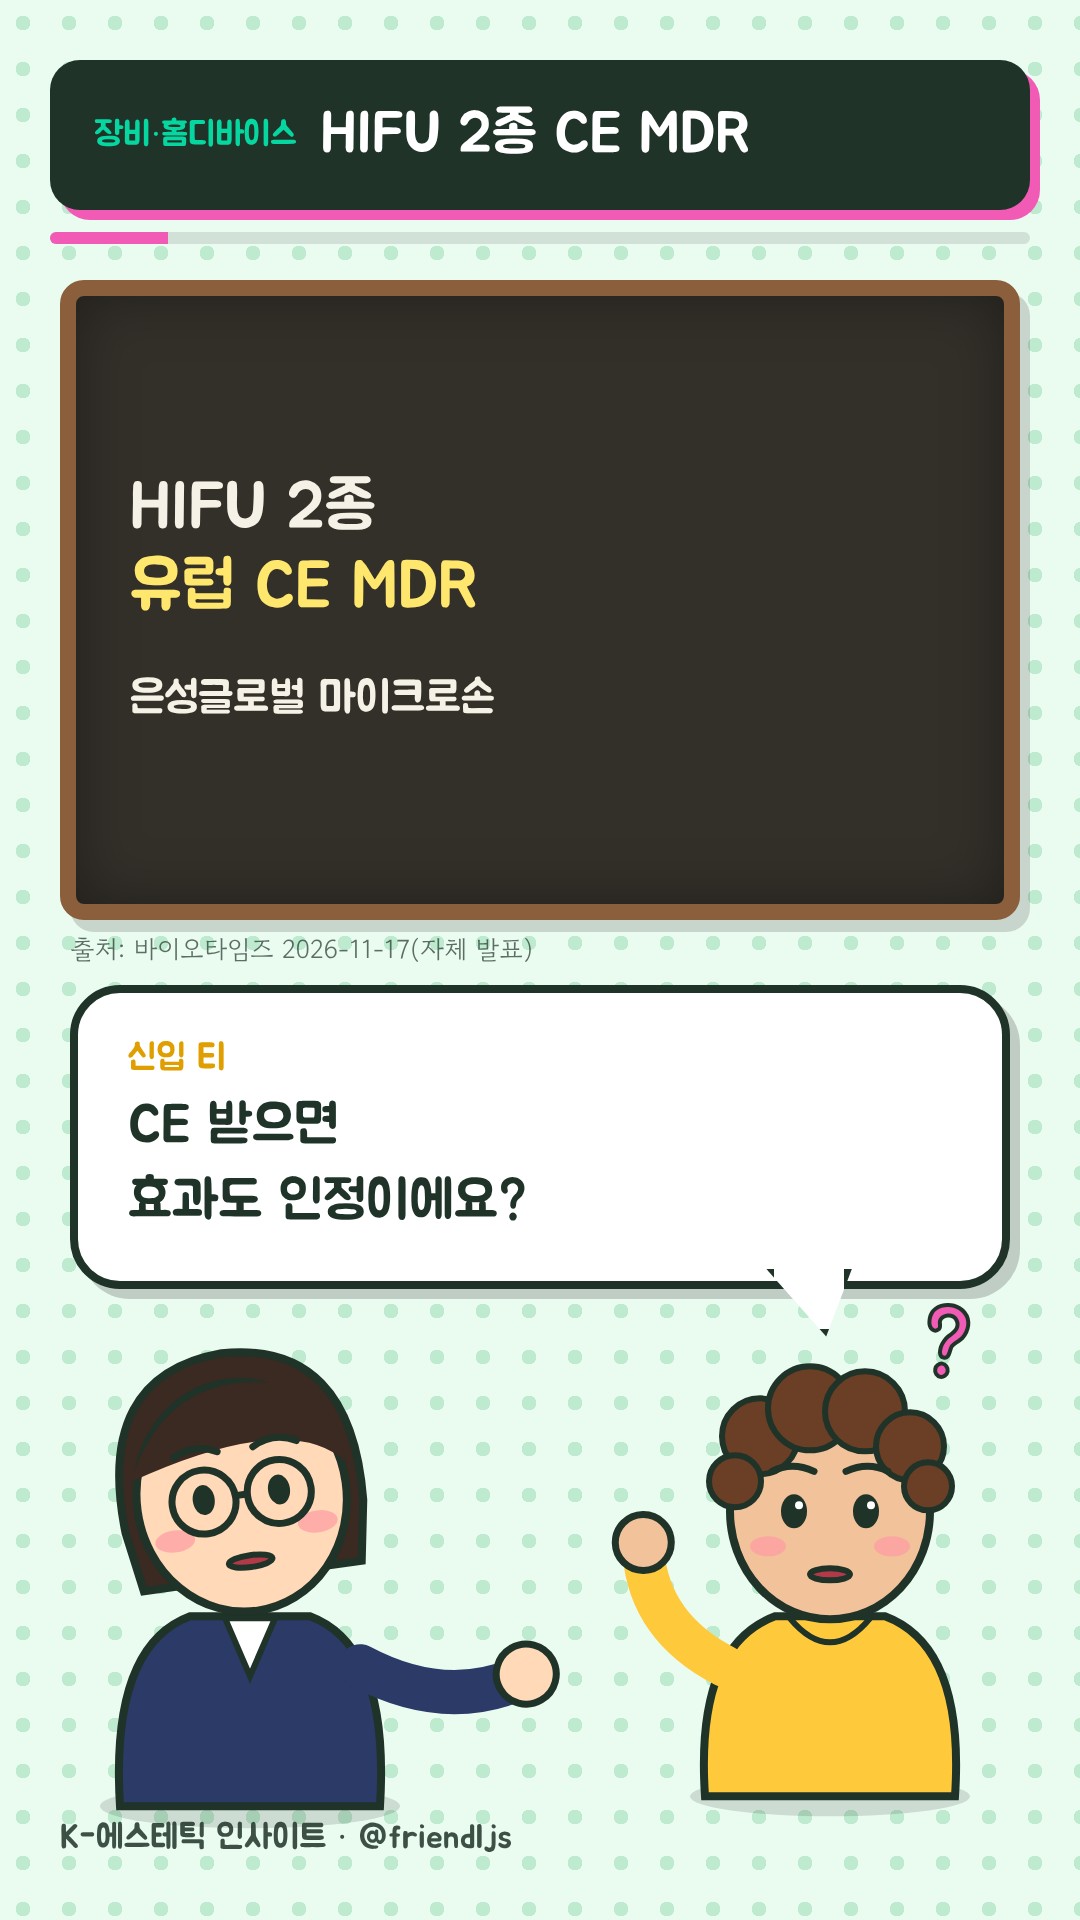 장비·홈디바이스 HIFU 2종 CE MDR
HIFU 2종
유럽 CE MDR
은성글로벌 마이크로손
출처: 바이오타임즈 2026-11-17(자체 발표)
신입 티
CE 받으면
효과도 인정이에요?
?
K-에스테틱 인사이트 · @friendljs